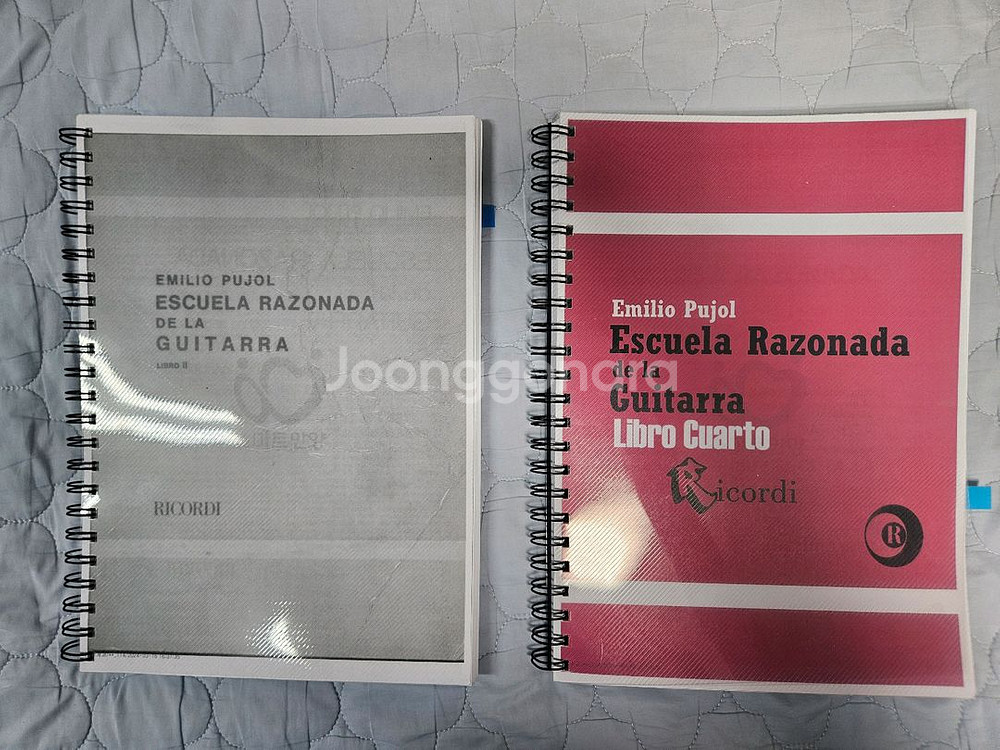 EMILIO PUJOL
ESCUELA RAZONADA
DE LA
GUITARRA
LIBRO II
RICORDI
Emilio Pujol
Escuela Razonada
de la
Guitarra
Libro Cuarto
Ricordi
R
Joonggonara